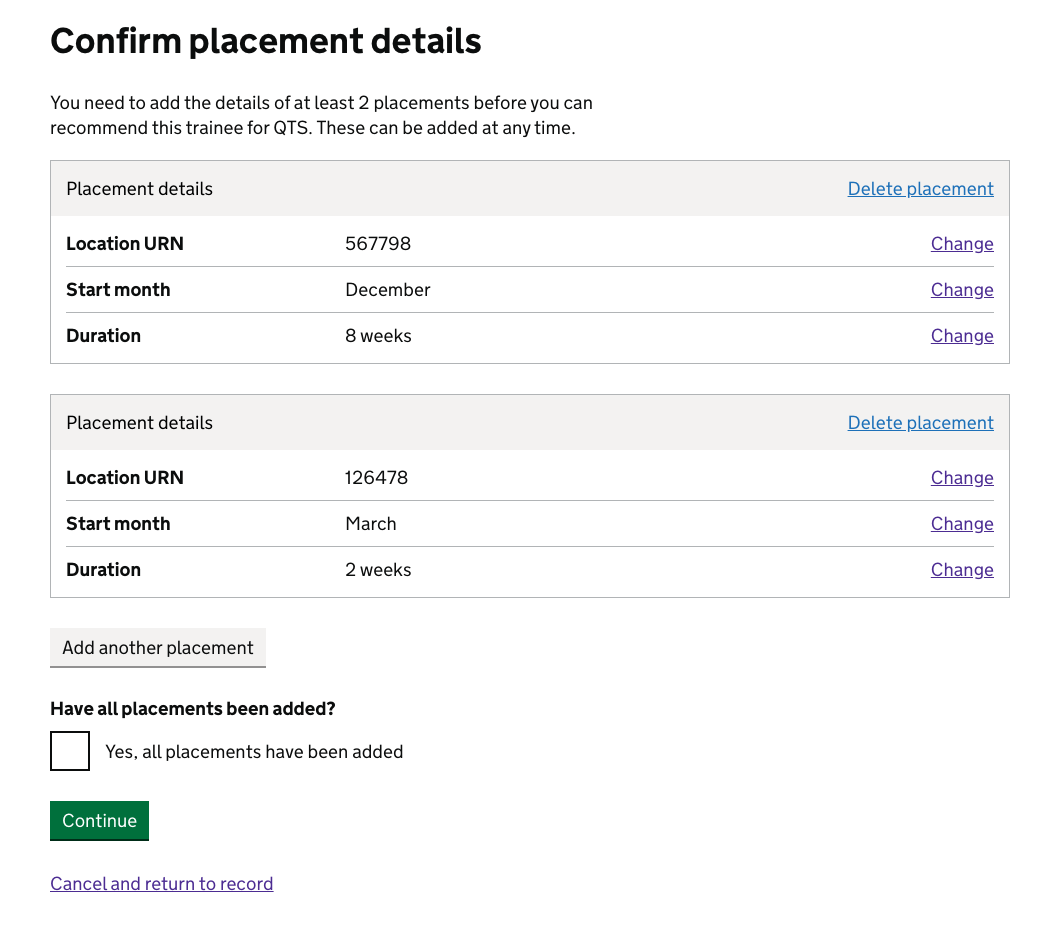 Confirm placement details
You need to add the details of at least 2 placements before you can
recommend this trainee for QTS. These can be added at any time.
Placement details Delete placement
Location URN 567798 Change
Start month December Change
Duration 8 weeks Change
Placement details Delete placement
Location URN 126478 Change
Start month March Change
Duration 2 weeks Change
Add another placement
Have all placements been added?
Yes, all placements have been added
Continue
Cancel and return to record